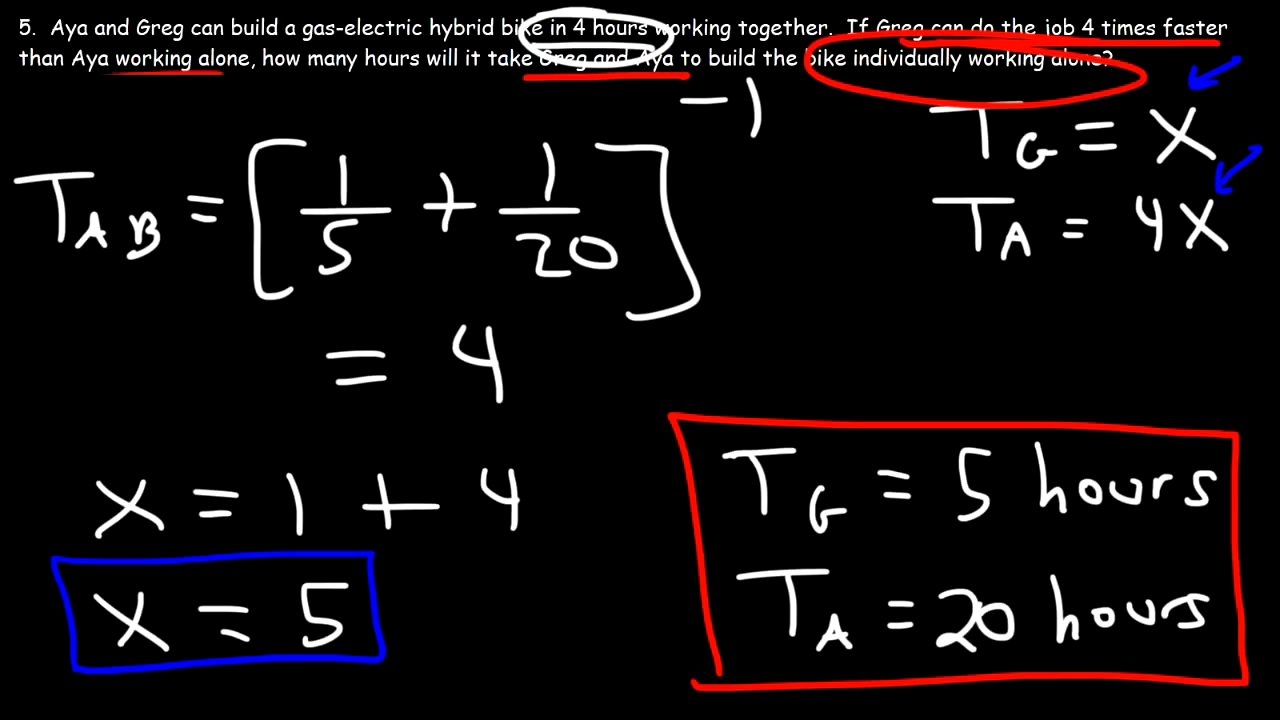 5. Aya and Greg can build a gas-electric hybrid bike in 4 hours working together. If Greg can do the job 4 times faster
than Aya working alone, how many hours will it take Greg and Aya to build the bike individually working alone?
T_G = X
T_A = 4X
T_AB = [1/5 + 1/20]^-1
= 4
x = 1 + 4
x = 5
T_G = 5 hours
T_A = 20 hours